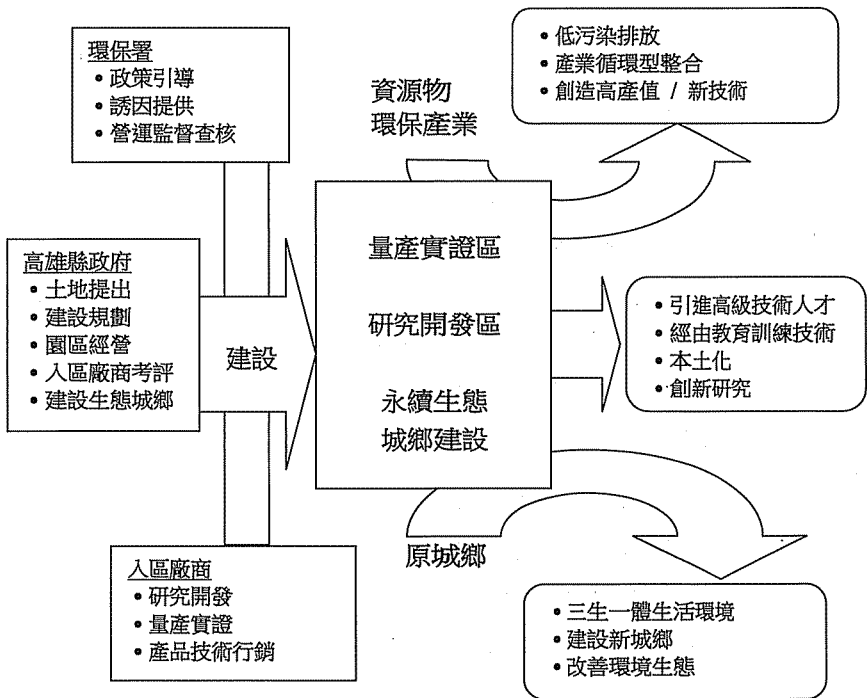 環保署
• 政策引導
• 誘因提供
• 營運監督查核
高雄縣政府
• 土地提出
• 建設規劃
• 園區經營
• 入區廠商考評
• 建設生態城鄉
入區廠商
• 研究開發
• 量產實證
• 產品技術行銷
建設
資源物
環保產業
量產實證區
研究開發區
永續生態
城鄉建設
原城鄉
• 低污染排放
• 產業循環型整合
• 創造高產值 / 新技術
• 引進高級技術人才
• 經由教育訓練技術
• 本土化
• 創新研究
• 三生一體生活環境
• 建設新城鄉
• 改善環境生態